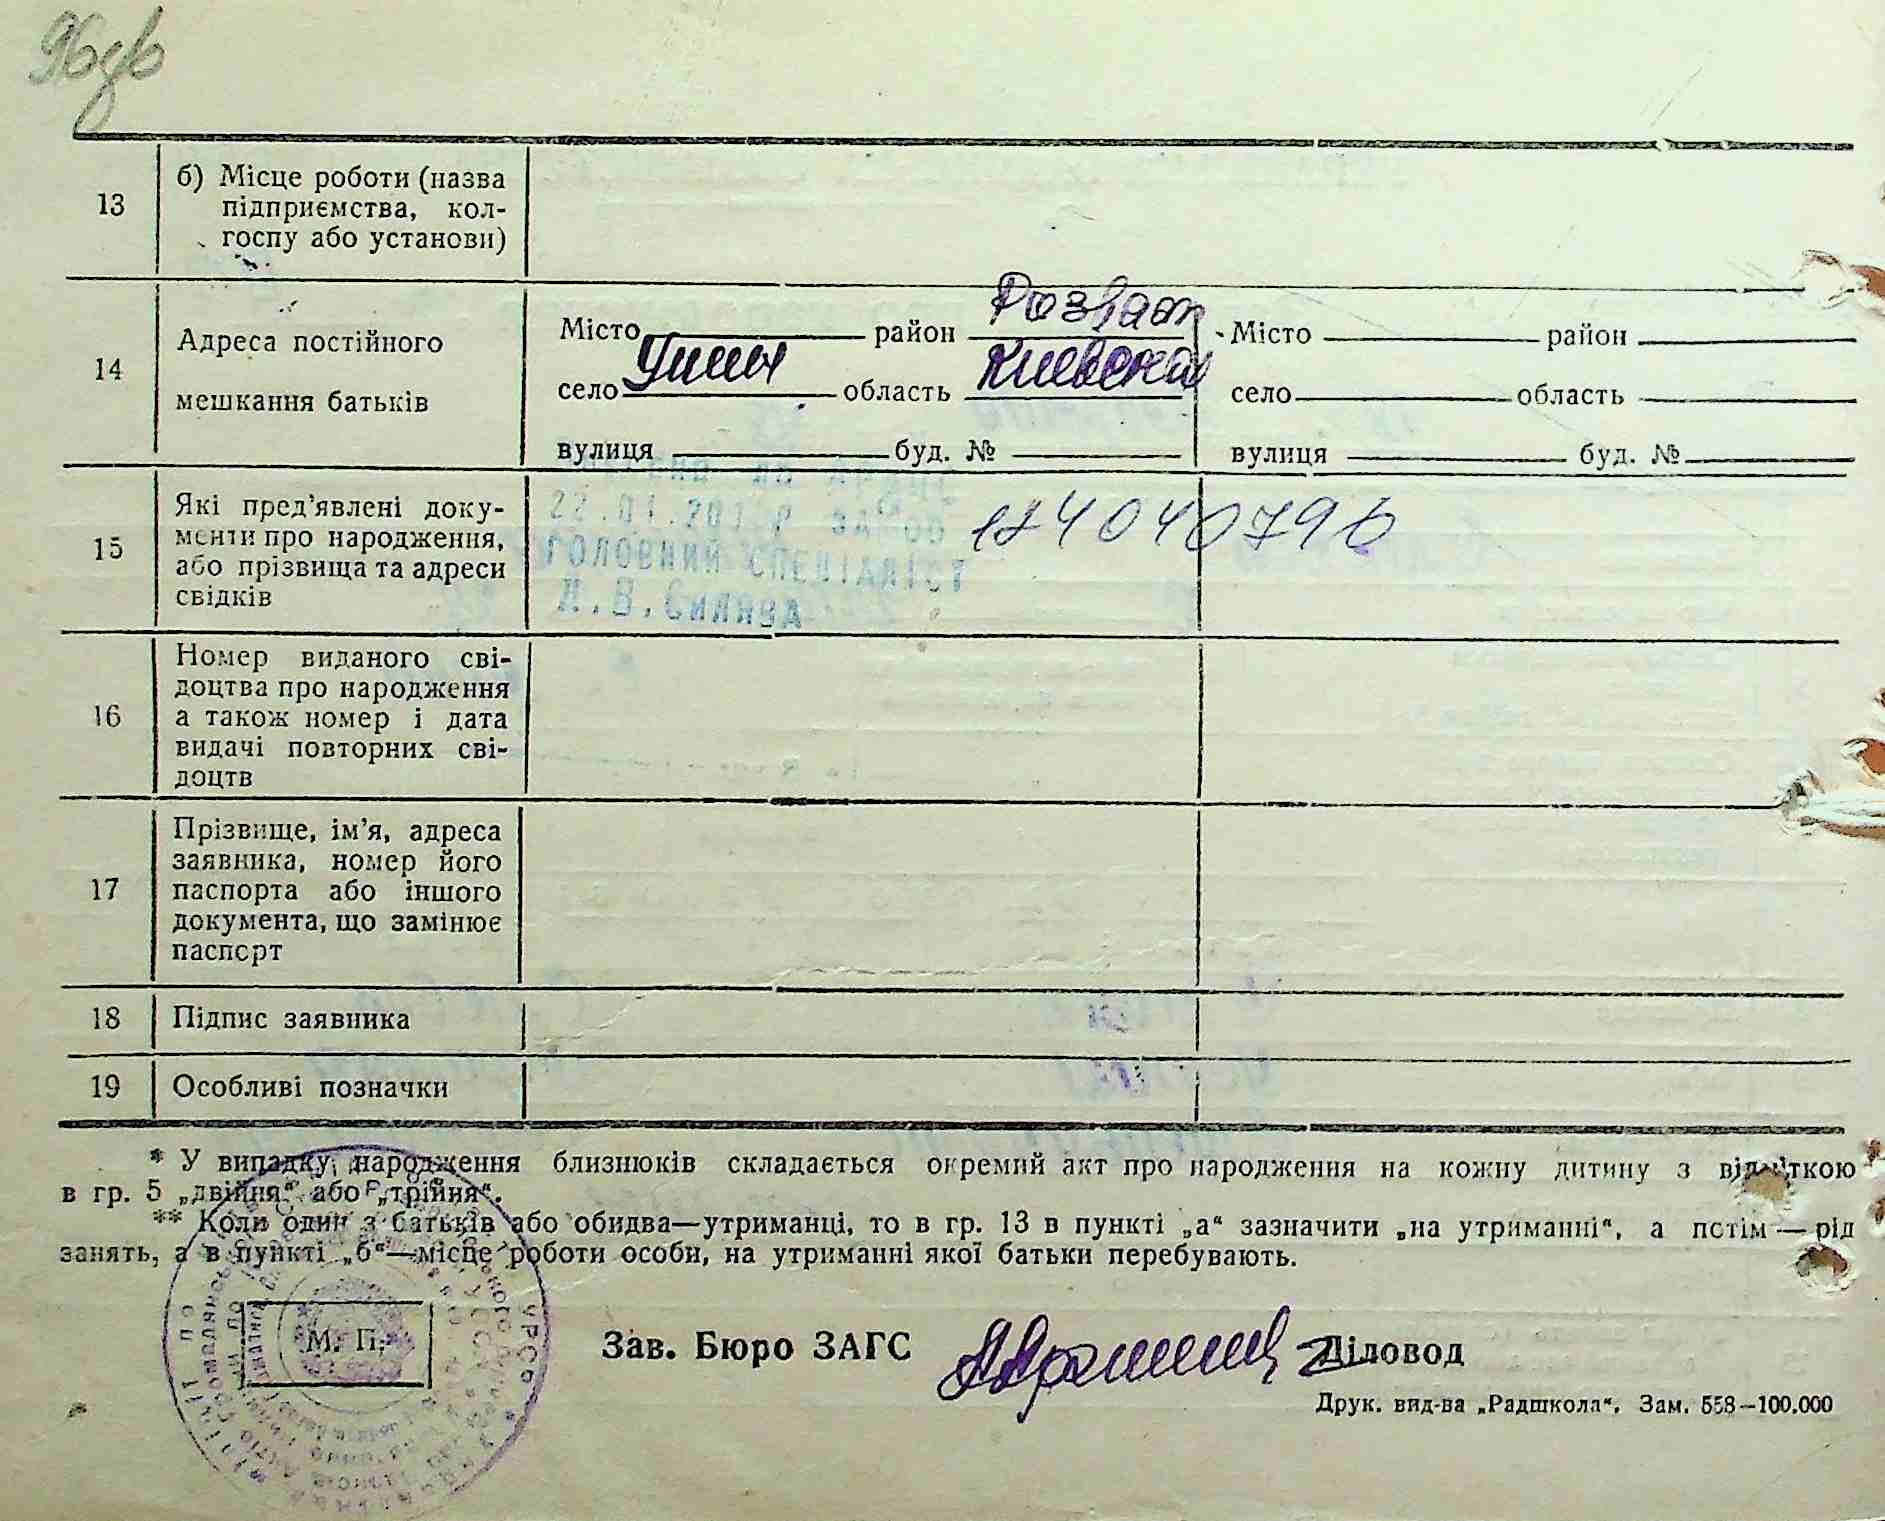 13
б) Місце роботи (назва
підприємства, кол-
госпу або установи)
14
Адреса постійного
мешкання батьків
Місто район Розваж
село область Киевская
вулиця буд. №
Місто район
село область
вулиця буд. №
15
Які пред'явлені доку-
менти про народження,
або прізвища та адреси
свідків
22.01.20
ГОЛОВНИЙ СПЕЦІАЛІСТ
16
Номер виданого сві-
доцтва про народження
а також номер і дата
видачі повторних сві-
доцтв
17
Прізвище, ім'я, адреса
заявника, номер його
паспорта або іншого
документа, що замінює
паспорт
18
Підпис заявника
19
Особливі позначки
* У випадку народження близнюків складається окремий акт про народження на кожну дитину з відміткою
в гр. 5 „двійня“ або „трійня“.
** Коли один з батьків або обидва—утриманці, то в гр. 13 в пункті „а“ зазначити „на утриманні“, а потім—рід
занять, а в пункті „б“—місце роботи особи, на утриманні якої батьки перебувають.
М. П.
Зав. Бюро ЗАГС
Діловод
Друк. вид-ва „Радшкола“. Зам. 558—100.000